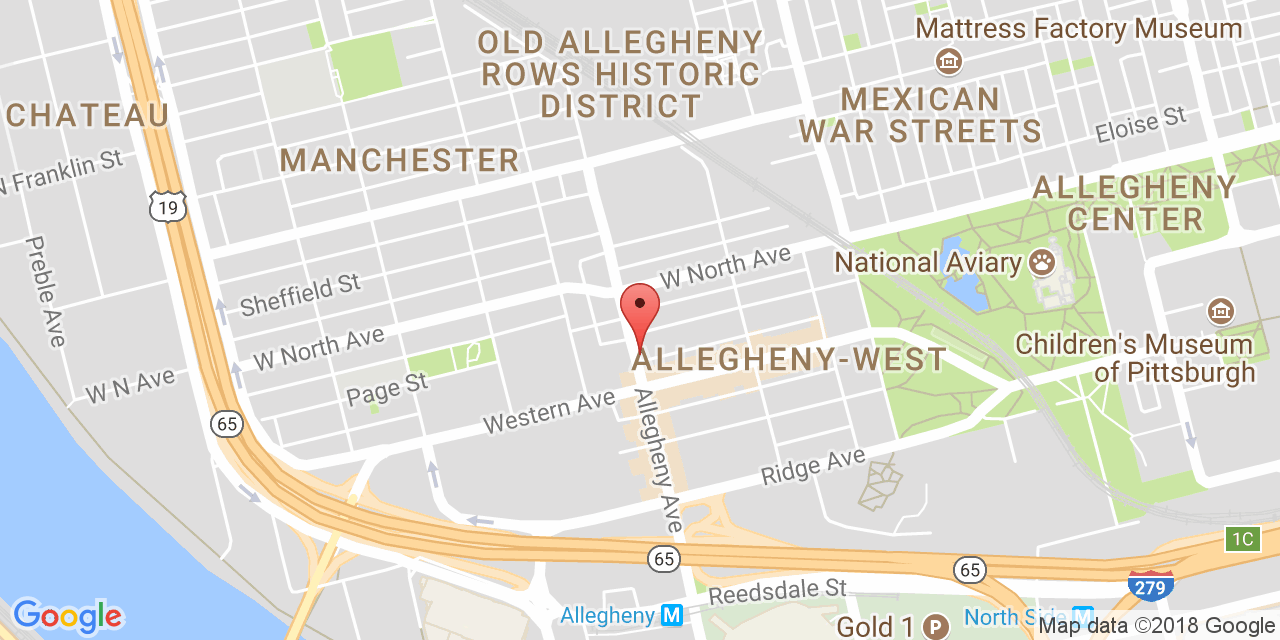 Mattress Factory Museum
OLD ALLEGHENY
ROWS HISTORIC
DISTRICT
MEXICAN
WAR STREETS
CHATEAU
Eloise St
MANCHESTER
N Franklin St
ALLEGHENY
CENTER
19
Preble Ave
W North Ave
National Aviary
Sheffield St
W North Ave
Children's Museum
of Pittsburgh
ALLEGHENY-WEST
W N Ave
Page St
Western Ave
65
Allegheny Ave
Ridge Ave
1C
65
65
279
Reedsdale St
Allegheny M
North Side M
Gold 1 P
Google
Map data ©2018 Google